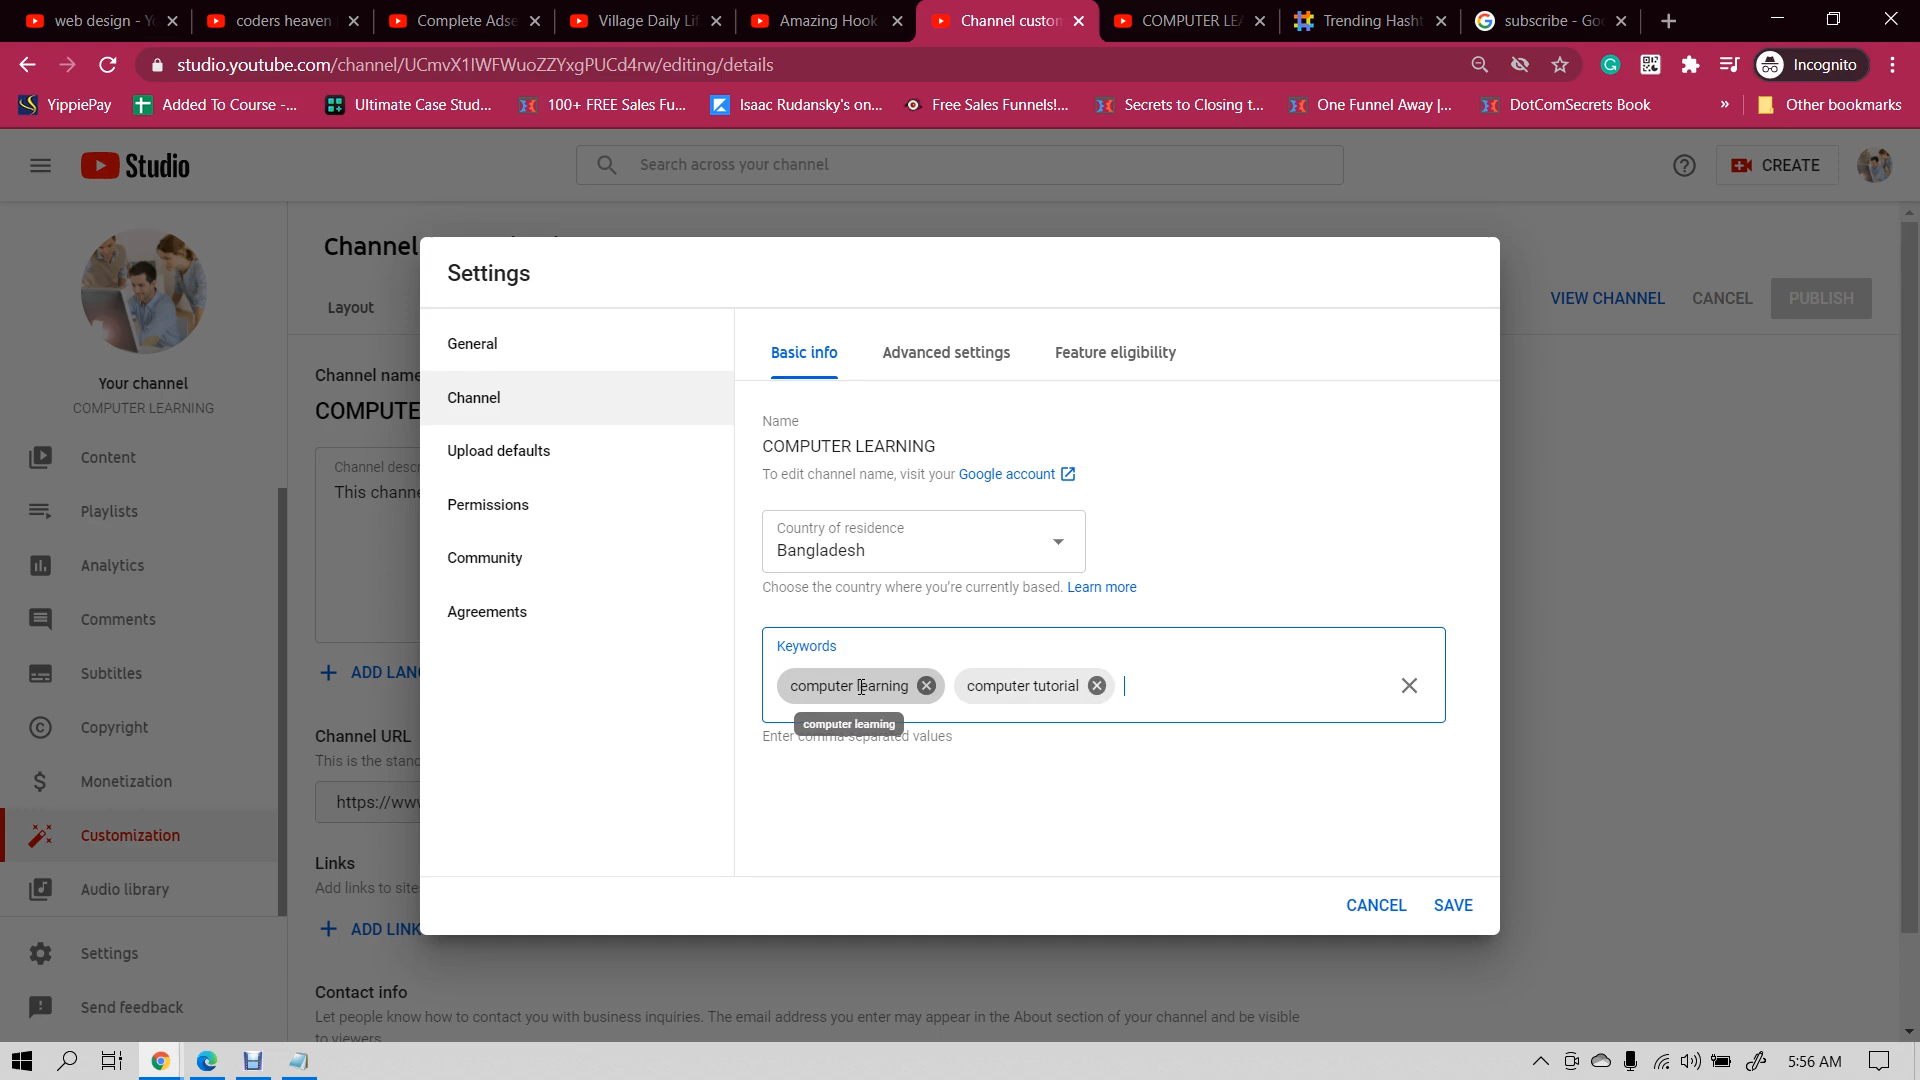 web design - Yo
coders heaven
Complete Adse
Village Daily Lif
Amazing Hook
Channel custom
COMPUTER LEA
Trending Hasht
subscribe - Goo
studio.youtube.com/channel/UCmvX1IWFWuoZZYxgPUCd4rw/editing/details
Incognito
YippiePay
Added To Course -...
Ultimate Case Stud...
100+ FREE Sales Fu...
Isaac Rudansky's on...
Free Sales Funnels!...
Secrets to Closing t...
One Funnel Away |...
DotComSecrets Book
»
Other bookmarks
Studio
Search across your channel
CREATE
Channel
Settings
Layout
VIEW CHANNEL
CANCEL
PUBLISH
General
Basic info
Advanced settings
Feature eligibility
Your channel
COMPUTER LEARNING
Channel name
COMPUTE
Channel
Name
COMPUTER LEARNING
To edit channel name, visit your Google account
Content
Channel descr
This channe
Upload defaults
Playlists
Permissions
Country of residence
Bangladesh
Analytics
Community
Choose the country where you're currently based. Learn more
Comments
Agreements
Subtitles
ADD LANG
Keywords
computer learning
computer tutorial
computer learning
Enter comma-separated values
Copyright
Channel URL
This is the stand
Monetization
https://www
Customization
Links
Add links to site
Audio library
ADD LINK
CANCEL
SAVE
Settings
Contact info
Send feedback
Let people know how to contact you with business inquiries. The email address you enter may appear in the About section of your channel and be visible
to viewers
5:56 AM